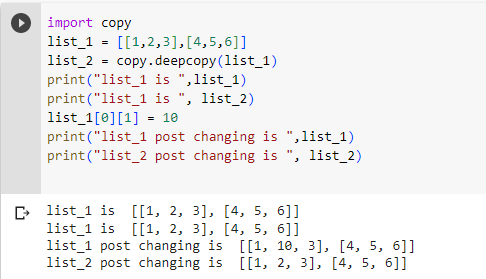 import copy
list_1 = [[1,2,3],[4,5,6]]
list_2 = copy.deepcopy(list_1)
print("list_1 is ",list_1)
print("list_1 is ", list_2)
list_1[0][1] = 10
print("list_1 post changing is ",list_1)
print("list_2 post changing is ", list_2)
list_1 is  [[1, 2, 3], [4, 5, 6]]
list_1 is  [[1, 2, 3], [4, 5, 6]]
list_1 post changing is  [[1, 10, 3], [4, 5, 6]]
list_2 post changing is  [[1, 2, 3], [4, 5, 6]]